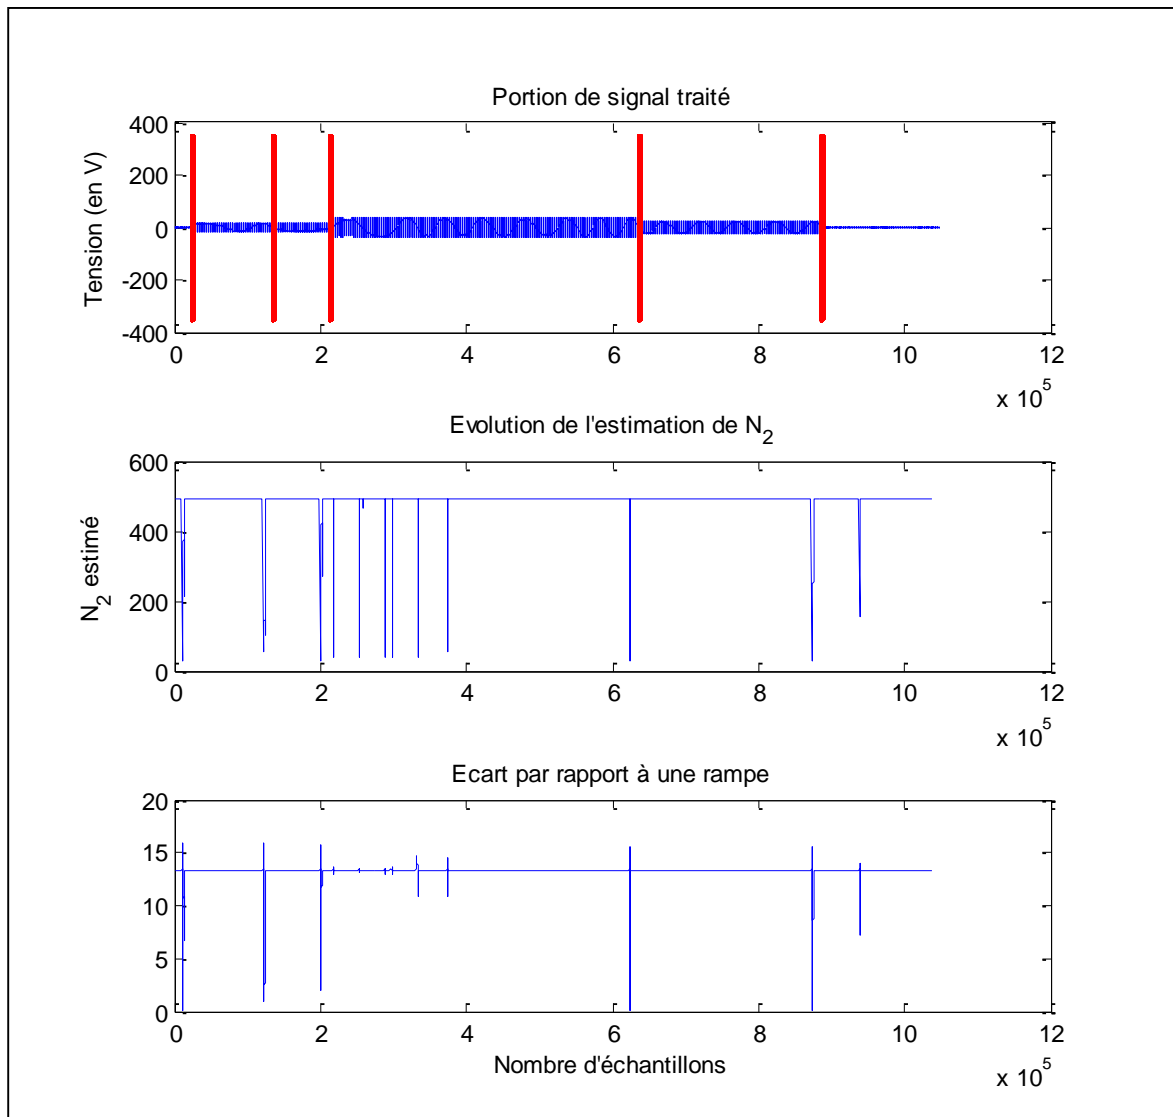 Portion de signal traité
Tension (en V)
400
200
0
-200
-400
0 2 4 6 8 10 12
x 10^5
Evolution de l'estimation de N_2
N_2 estimé
600
400
200
0
0 2 4 6 8 10 12
x 10^5
Ecart par rapport à une rampe
20
15
10
5
0
0 2 4 6 8 10 12
Nombre d'échantillons
x 10^5